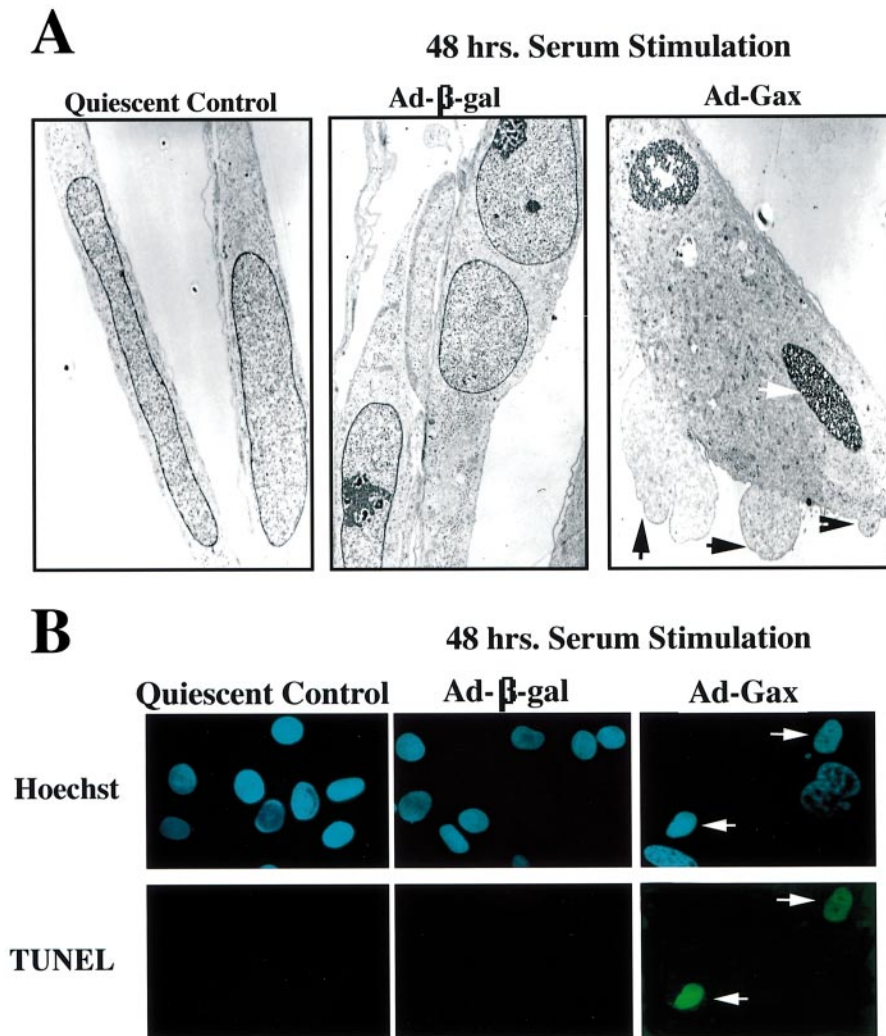 A
48 hrs. Serum Stimulation
Quiescent Control
Ad-β-gal
Ad-Gax
B
48 hrs. Serum Stimulation
Quiescent Control
Ad-β-gal
Ad-Gax
Hoechst
TUNEL